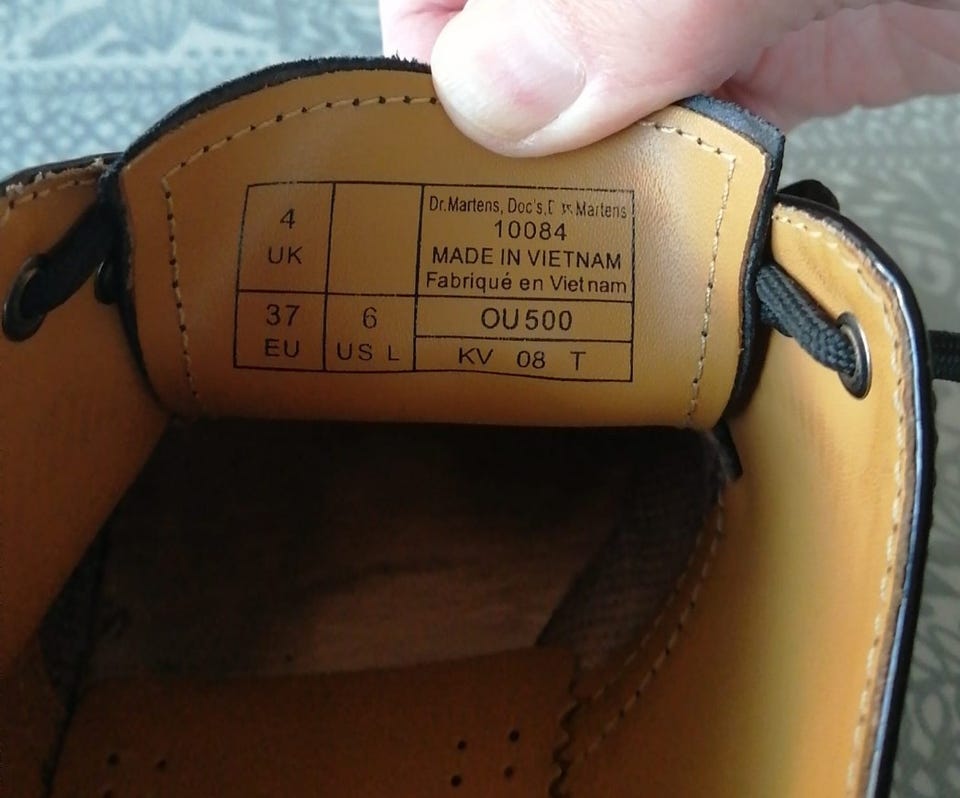 4
UK
37
EU
6
US L
Dr.Martens, Doc's, Martens
10084
MADE IN VIETNAM
Fabriqué en Vietnam
OU500
KV 08 T